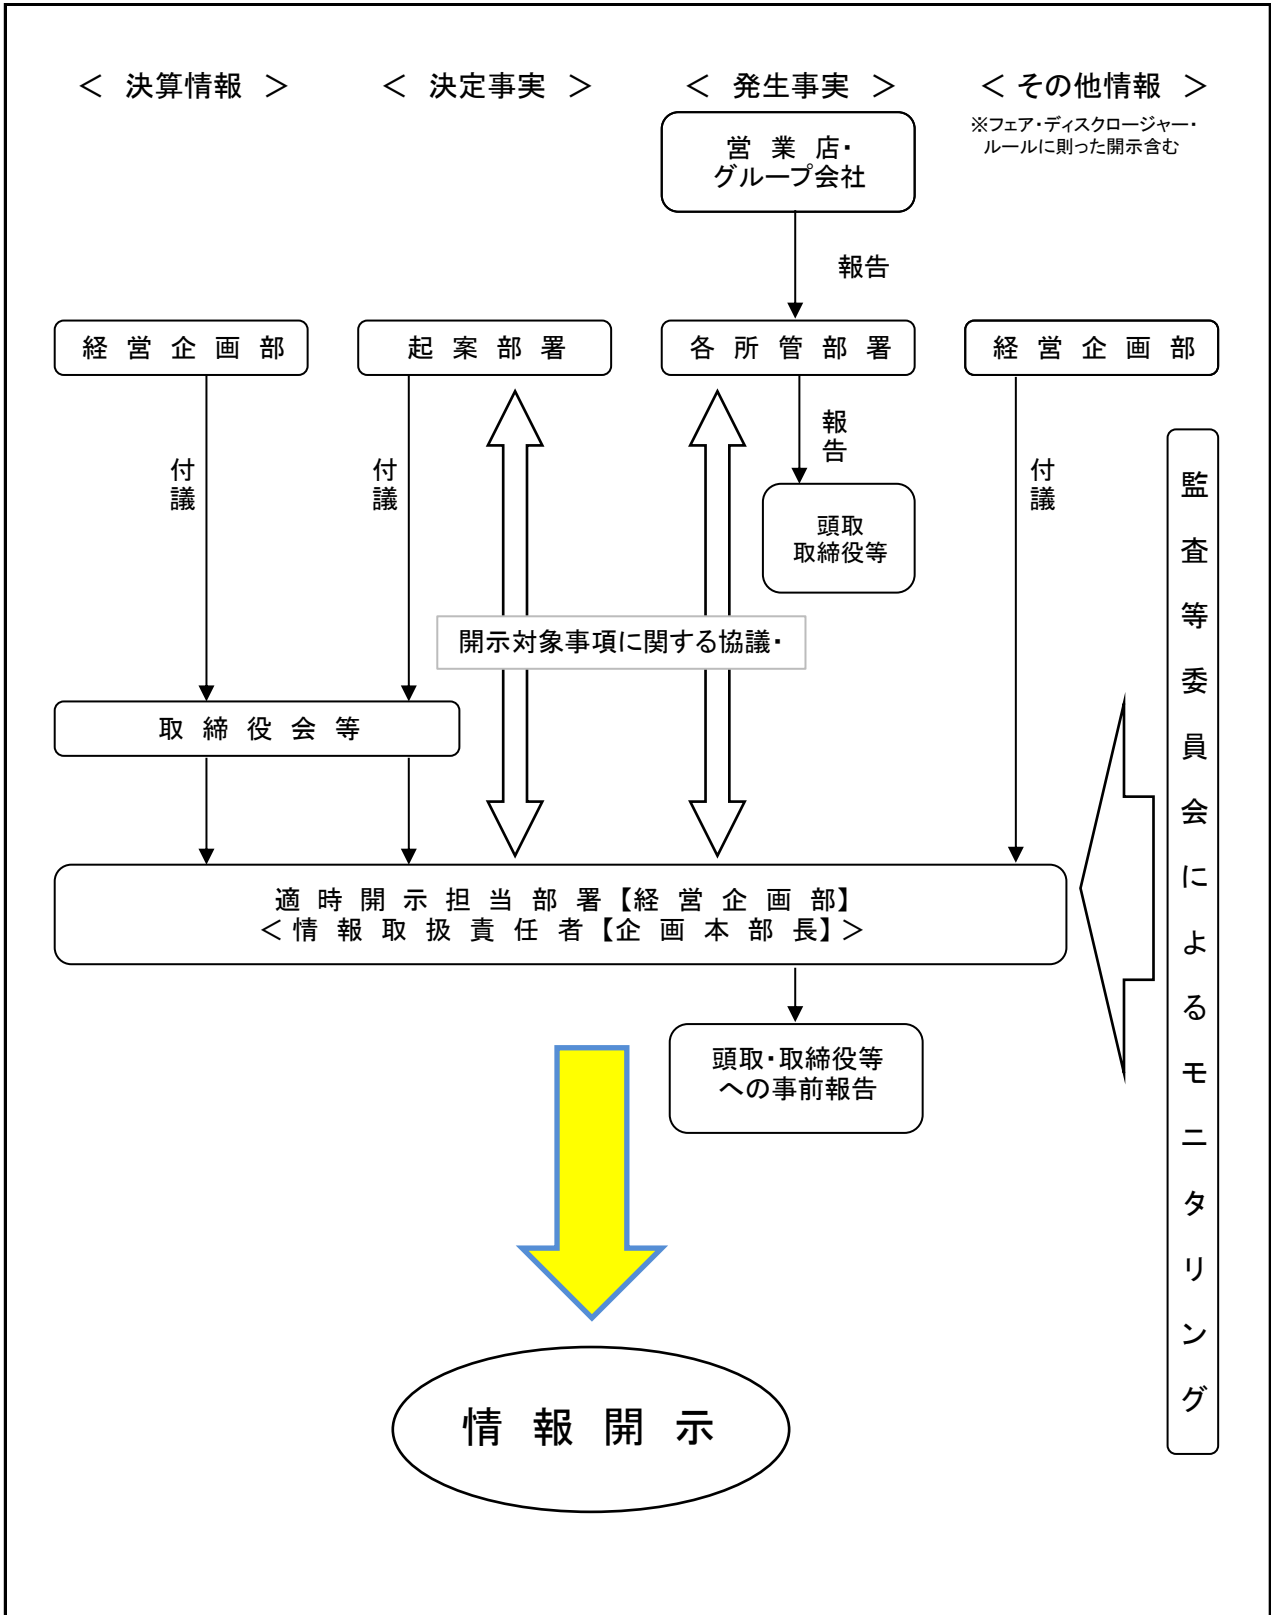 ＜ 決算情報 ＞
＜ 決定事実 ＞
＜ 発生事実 ＞
＜ その他情報 ＞
※フェア・ディスクロージャー・
ルールに則った開示含む
営業店・
グループ会社
報告
経営企画部
起案部署
各所管部署
経営企画部
付議
付議
報告
付議
頭取
取締役等
開示対象事項に関する協議・
取締役会等
適時開示担当部署【経営企画部】
＜情報取扱責任者【企画本部長】＞
頭取・取締役等
への事前報告
監査等委員会によるモニタリング
情報開示